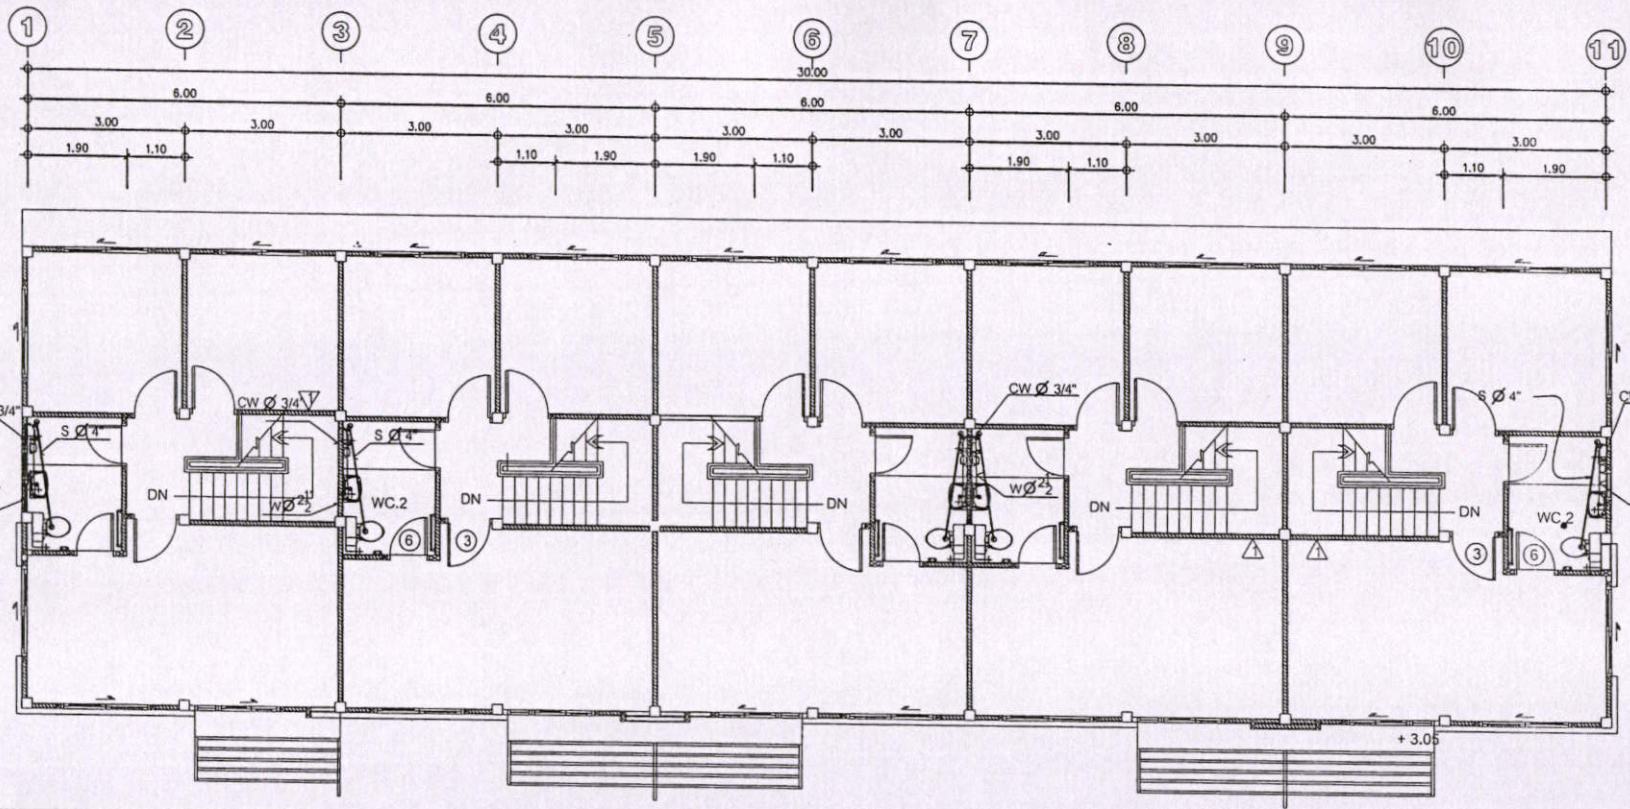 1 2 3 4 5 6 7 8 9 10 11
30.00
6.00 6.00 6.00 6.00 6.00
3.00 3.00 3.00 3.00 3.00 3.00 3.00 3.00 3.00 3.00
1.90 1.10 1.10 1.90 1.90 1.10 1.90 1.10 1.10 1.90
3/4" CW Ø 3/4" 1 CW Ø 3/4" S Ø 4" C
S Ø 4" S Ø 4"
DN WØ2½" WC.2 DN DN WØ2½" DN DN WC.2
6 3 1 1 3 6
+ 3.05